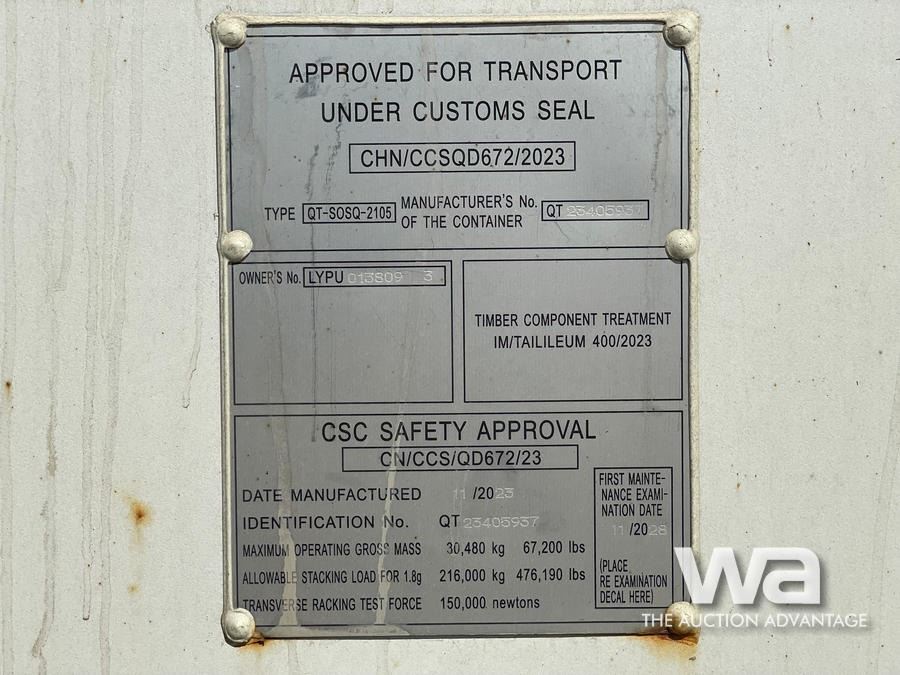 APPROVED FOR TRANSPORT
UNDER CUSTOMS SEAL
CHN/CCSQD672/2023
TYPE QT-SOSQ-2105 MANUFACTURER'S No. OF THE CONTAINER QT 23405937
OWNER'S No. LYPU 013809 3
TIMBER COMPONENT TREATMENT
IM/TAILILEUM 400/2023
CSC SAFETY APPROVAL
CN/CCS/QD672/23
DATE MANUFACTURED 11 /2023
IDENTIFICATION No. QT 23405937
MAXIMUM OPERATING GROSS MASS 30,480 kg 67,200 lbs
ALLOWABLE STACKING LOAD FOR 1.8g 216,000 kg 476,190 lbs
TRANSVERSE RACKING TEST FORCE 150,000 newtons
FIRST MAINTE-
NANCE EXAMI-
NATION DATE
11 /2028
(PLACE
RE EXAMINATION
DECAL HERE)
wa
THE AUCTION ADVANTAGE